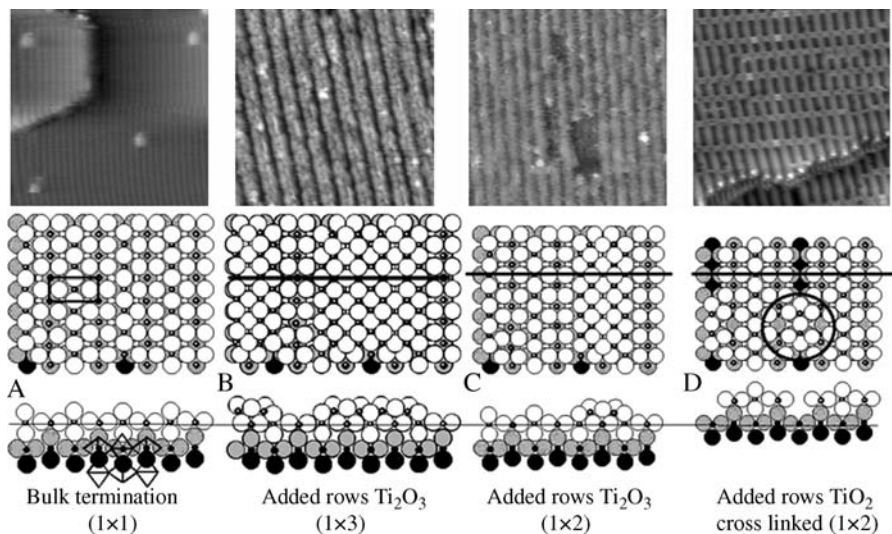 A
B
C
D
Bulk termination
(1×1)
Added rows Ti₂O₃
(1×3)
Added rows Ti₂O₃
(1×2)
Added rows TiO₂
cross linked (1×2)